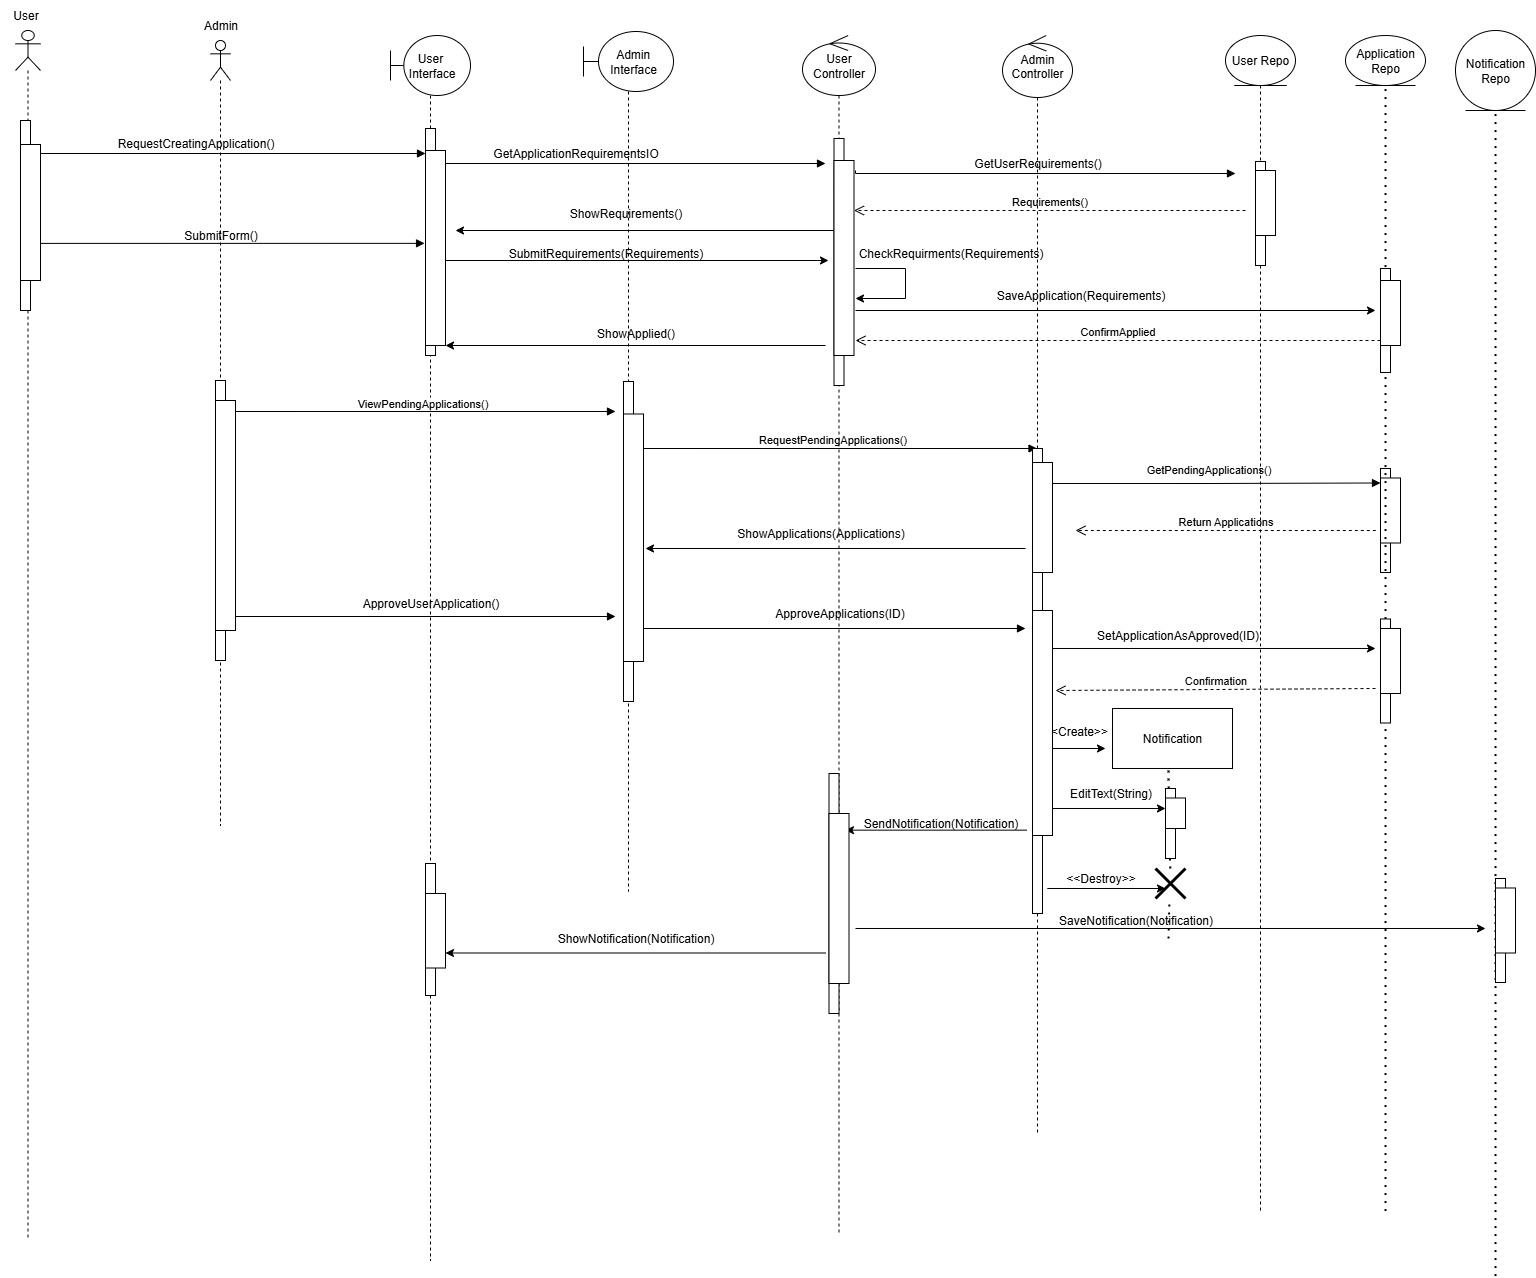 User
Admin
User
Interface
Admin
Interface
User
Controller
Admin
Controller
User Repo
Application
Repo
Notification
Repo
RequestCreatingApplication()
GetApplicationRequirementsIO
GetUserRequirements()
Requirements()
ShowRequirements()
SubmitForm()
SubmitRequirements(Requirements)
CheckRequirments(Requirements)
SaveApplication(Requirements)
ShowApplied()
ConfirmApplied
ViewPendingApplications()
RequestPendingApplications()
GetPendingApplications()
Return Applications
ShowApplications(Applications)
ApproveUserApplication()
ApproveApplications(ID)
SetApplicationAsApproved(ID)
Confirmation
<Create>>
Notification
EditText(String)
SendNotification(Notification)
<<Destroy>>
SaveNotification(Notification)
ShowNotification(Notification)